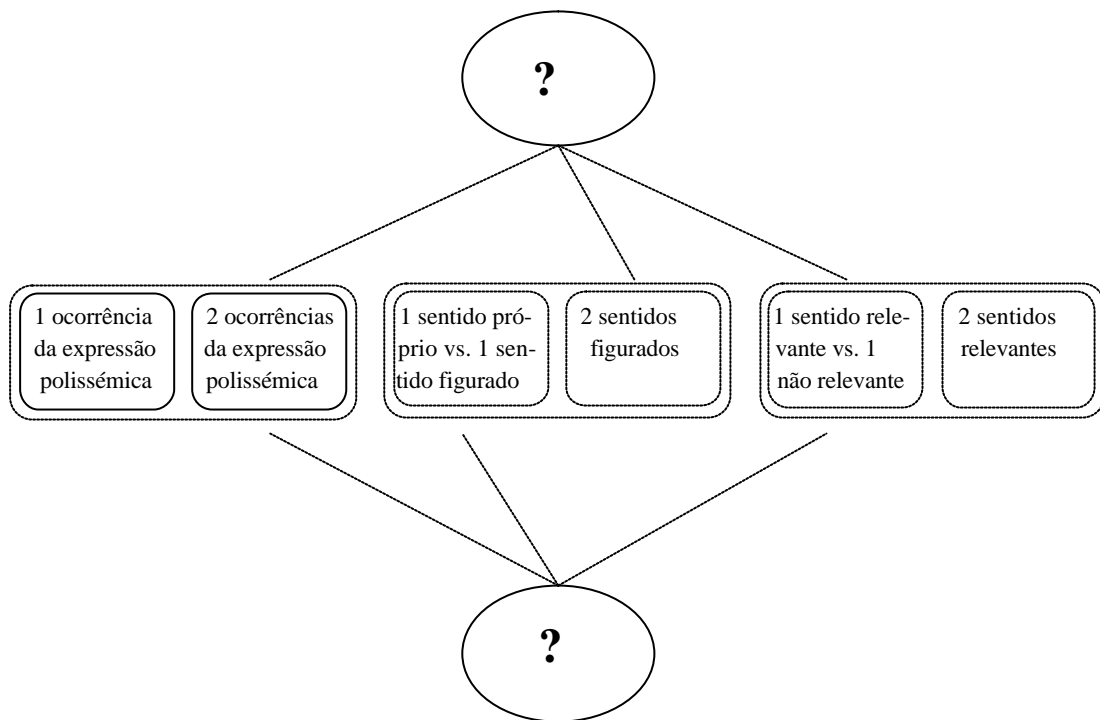 ?
1 ocorrência
da expressão
polissémica
2 ocorrências
da expressão
polissémica
1 sentido pró-
prio vs. 1 sen-
tido figurado
2 sentidos
figurados
1 sentido rele-
vante vs. 1
não relevante
2 sentidos
relevantes
?